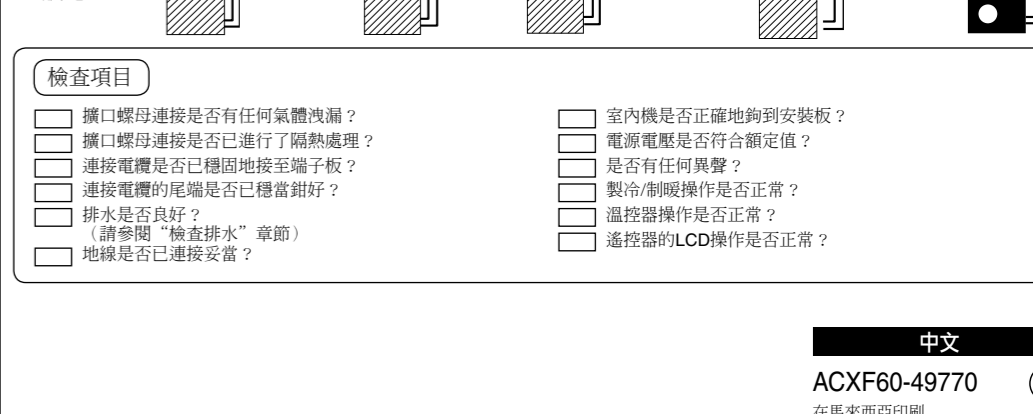 檢查項目
擴口螺母連接是否有任何氣體洩漏？
擴口螺母連接是否已進行了隔熱處理？
連接電纜是否已穩固地接至端子板？
連接電纜的尾端是否已穩當鉗好？
排水是否良好？
（請參閱“檢查排水”章節）
地線是否已連接妥當？
室內機是否正確地鉤到安裝板？
電源電壓是否符合額定值？
是否有任何異聲？
製冷/制暖操作是否正常？
溫控器操作是否正常？
遙控器的LCD操作是否正常？
中文
ACXF60-49770
在馬來西亞印刷